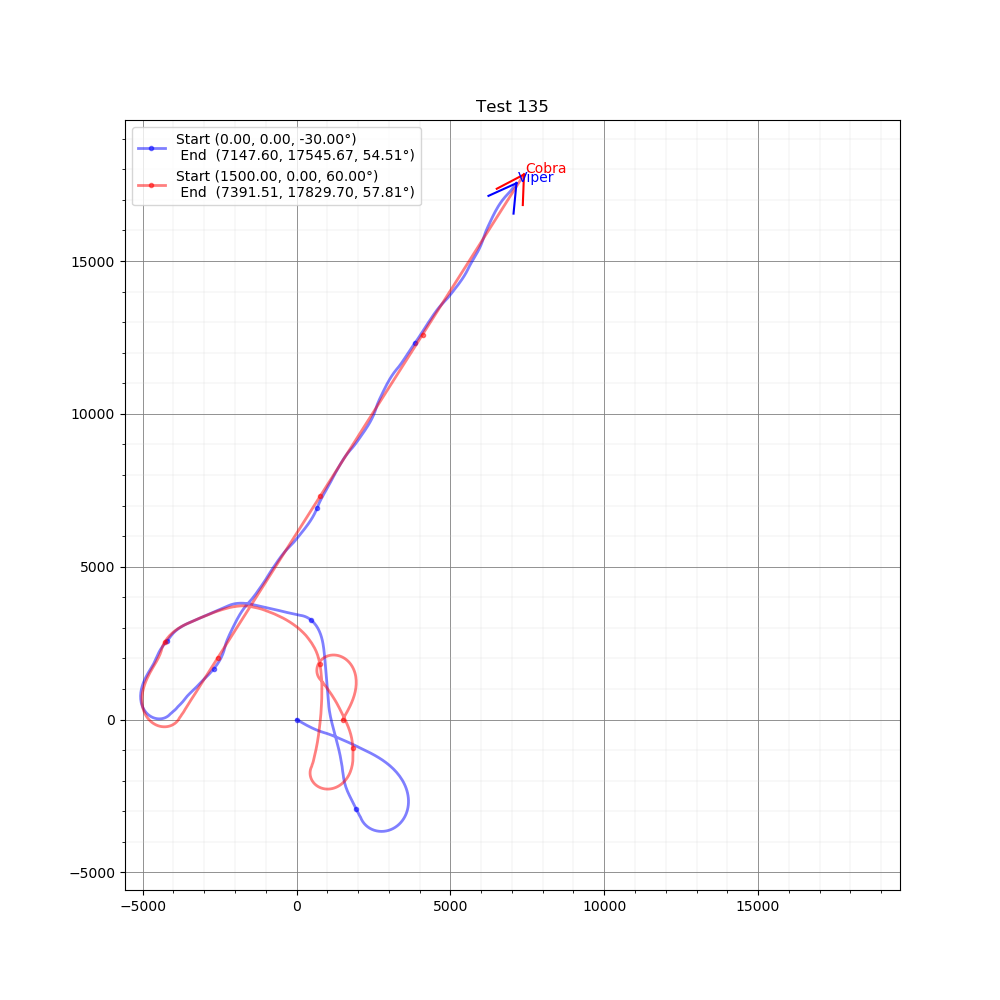 Test 135
Start (0.00, 0.00, -30.00°)
End (7147.60, 17545.67, 54.51°)
Start (1500.00, 0.00, 60.00°)
End (7391.51, 17829.70, 57.81°)
Cobra
Viper
15000
10000
5000
0
−5000
−5000
0
5000
10000
15000